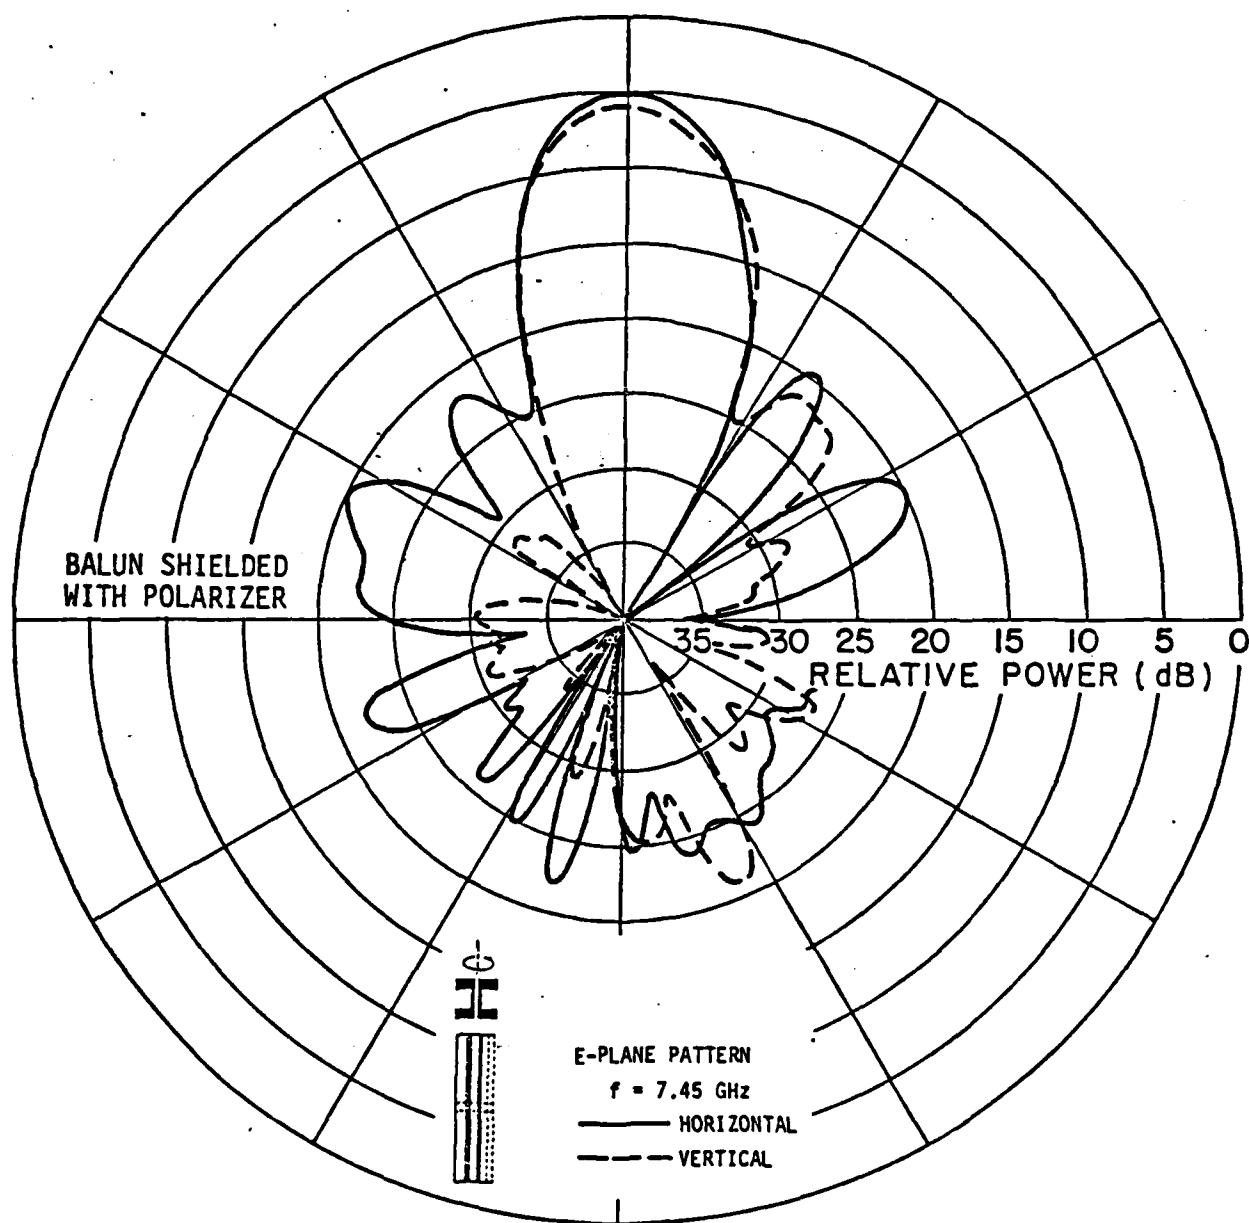 BALUN SHIELDED
WITH POLARIZER
35 30 25 20 15 10 5 0
RELATIVE POWER (dB)
E-PLANE PATTERN
f = 7.45 GHz
HORIZONTAL
VERTICAL